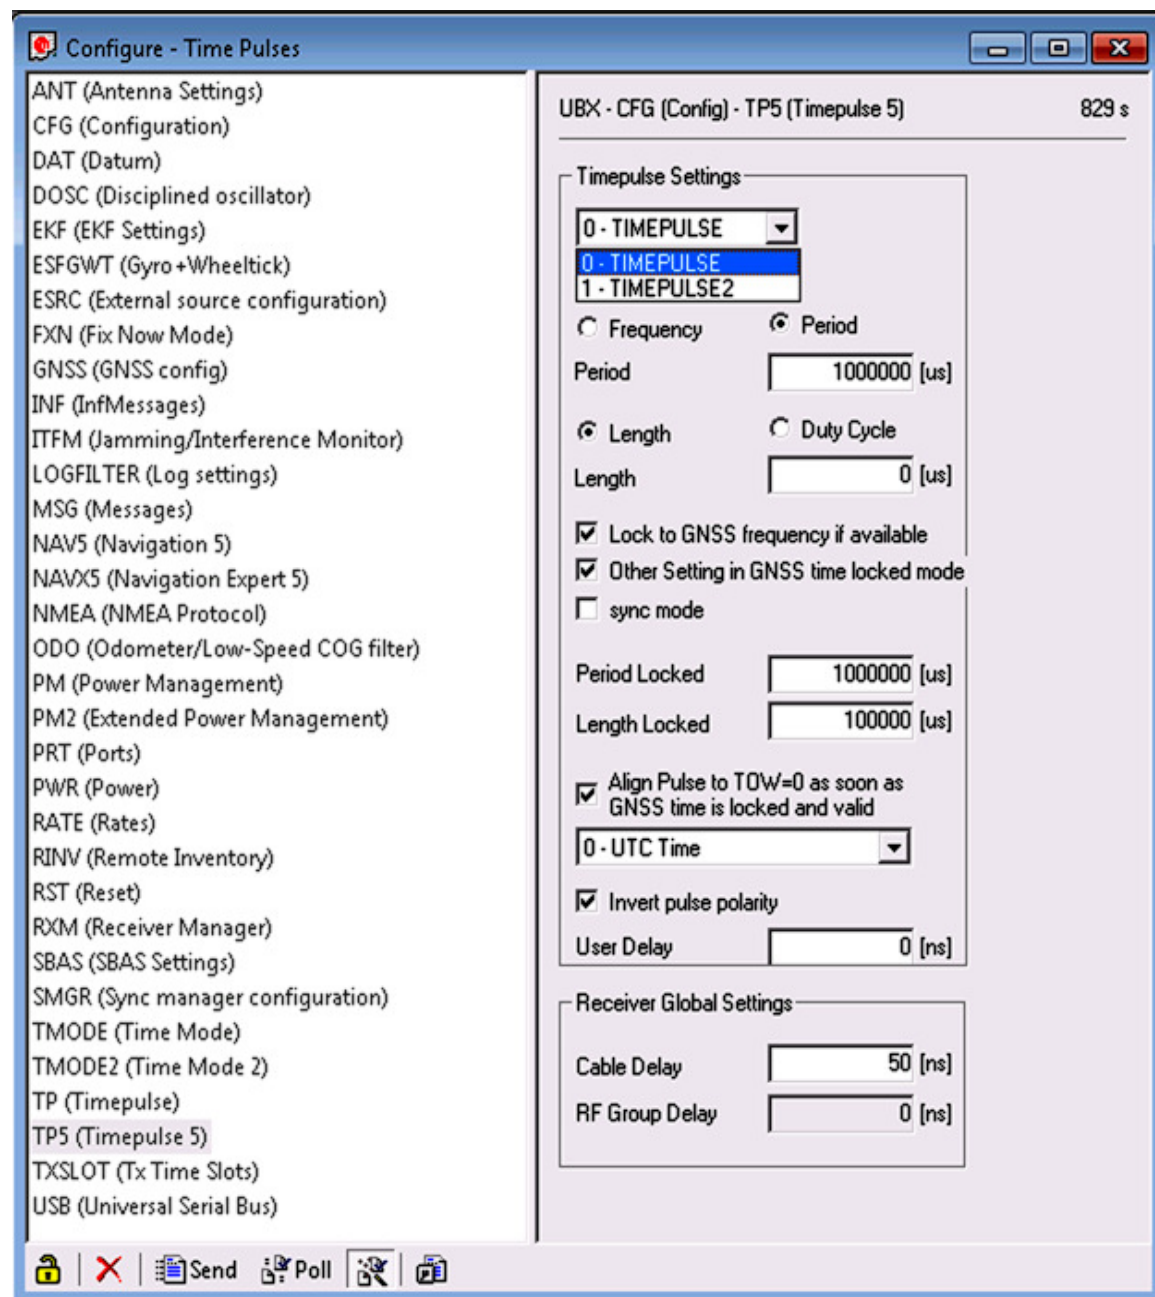 Configure - Time Pulses
ANT (Antenna Settings)
CFG (Configuration)
DAT (Datum)
DOSC (Disciplined oscillator)
EKF (EKF Settings)
ESFGWT (Gyro+Wheeltick)
ESRC (External source configuration)
FXN (Fix Now Mode)
GNSS (GNSS config)
INF (InfMessages)
ITFM (Jamming/Interference Monitor)
LOGFILTER (Log settings)
MSG (Messages)
NAV5 (Navigation 5)
NAVX5 (Navigation Expert 5)
NMEA (NMEA Protocol)
ODO (Odometer/Low-Speed COG filter)
PM (Power Management)
PM2 (Extended Power Management)
PRT (Ports)
PWR (Power)
RATE (Rates)
RINV (Remote Inventory)
RST (Reset)
RXM (Receiver Manager)
SBAS (SBAS Settings)
SMGR (Sync manager configuration)
TMODE (Time Mode)
TMODE2 (Time Mode 2)
TP (Timepulse)
TP5 (Timepulse 5)
TXSLOT (Tx Time Slots)
USB (Universal Serial Bus)
UBX - CFG (Config) - TP5 (Timepulse 5) 829 s
Timepulse Settings
0 - TIMEPULSE
0 - TIMEPULSE
1 - TIMEPULSE2
Frequency Period
Period 1000000 [us]
Length Duty Cycle
Length 0 [us]
Lock to GNSS frequency if available
Other Setting in GNSS time locked mode
sync mode
Period Locked 1000000 [us]
Length Locked 100000 [us]
Align Pulse to TOW=0 as soon as
GNSS time is locked and valid
0 - UTC Time
Invert pulse polarity
User Delay 0 [ns]
Receiver Global Settings
Cable Delay 50 [ns]
RF Group Delay 0 [ns]
Send Poll